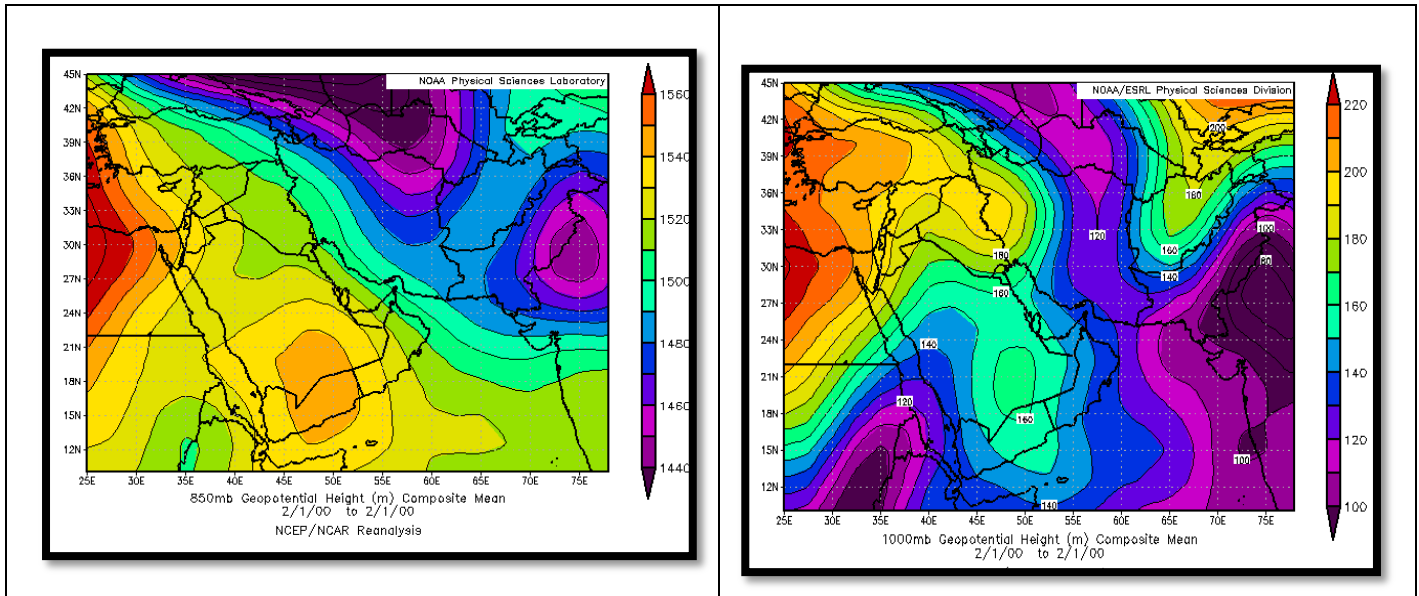 NOAA Physical Sciences Laboratory
45N
42N
39N
36N
33N
30N
27N
24N
21N
18N
15N
12N
25E 30E 35E 40E 45E 50E 55E 60E 65E 70E 75E
1560
1540
1520
1500
1480
1460
1440
850mb Geopotential Height (m) Composite Mean
2/1/00 to 2/1/00
NCEP/NCAR Reanalysis
NOAA/ESRL Physical Sciences Division
45N
42N
39N
36N
33N
30N
27N
24N
21N
18N
15N
12N
25E 30E 35E 40E 45E 50E 55E 60E 65E 70E 75E
200
180
160
140
120
100
80
180
160
140
120
160
100
140
220
200
180
160
140
120
100
1000mb Geopotential Height (m) Composite Mean
2/1/00 to 2/1/00